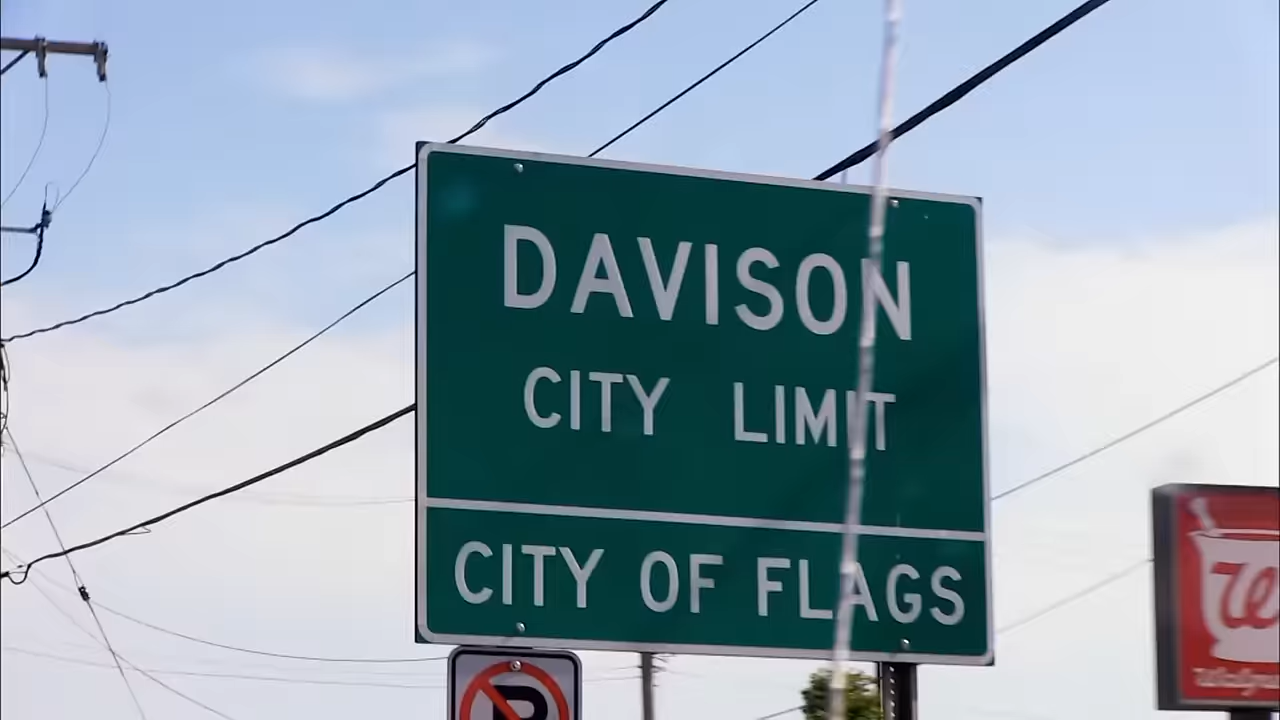 DAVISON
CITY LIMIT
CITY OF FLAGS
P
W